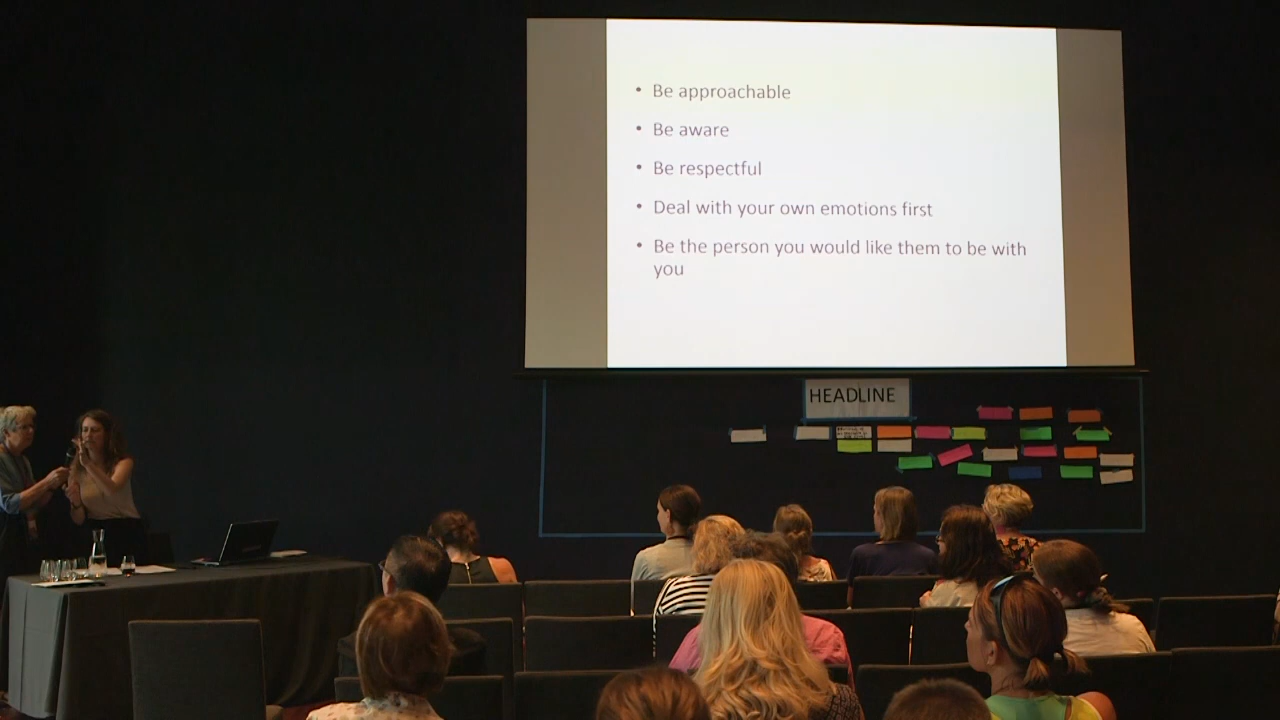 • Be approachable
• Be aware
• Be respectful
• Deal with your own emotions first
• Be the person you would like them to be with
you
HEADLINE